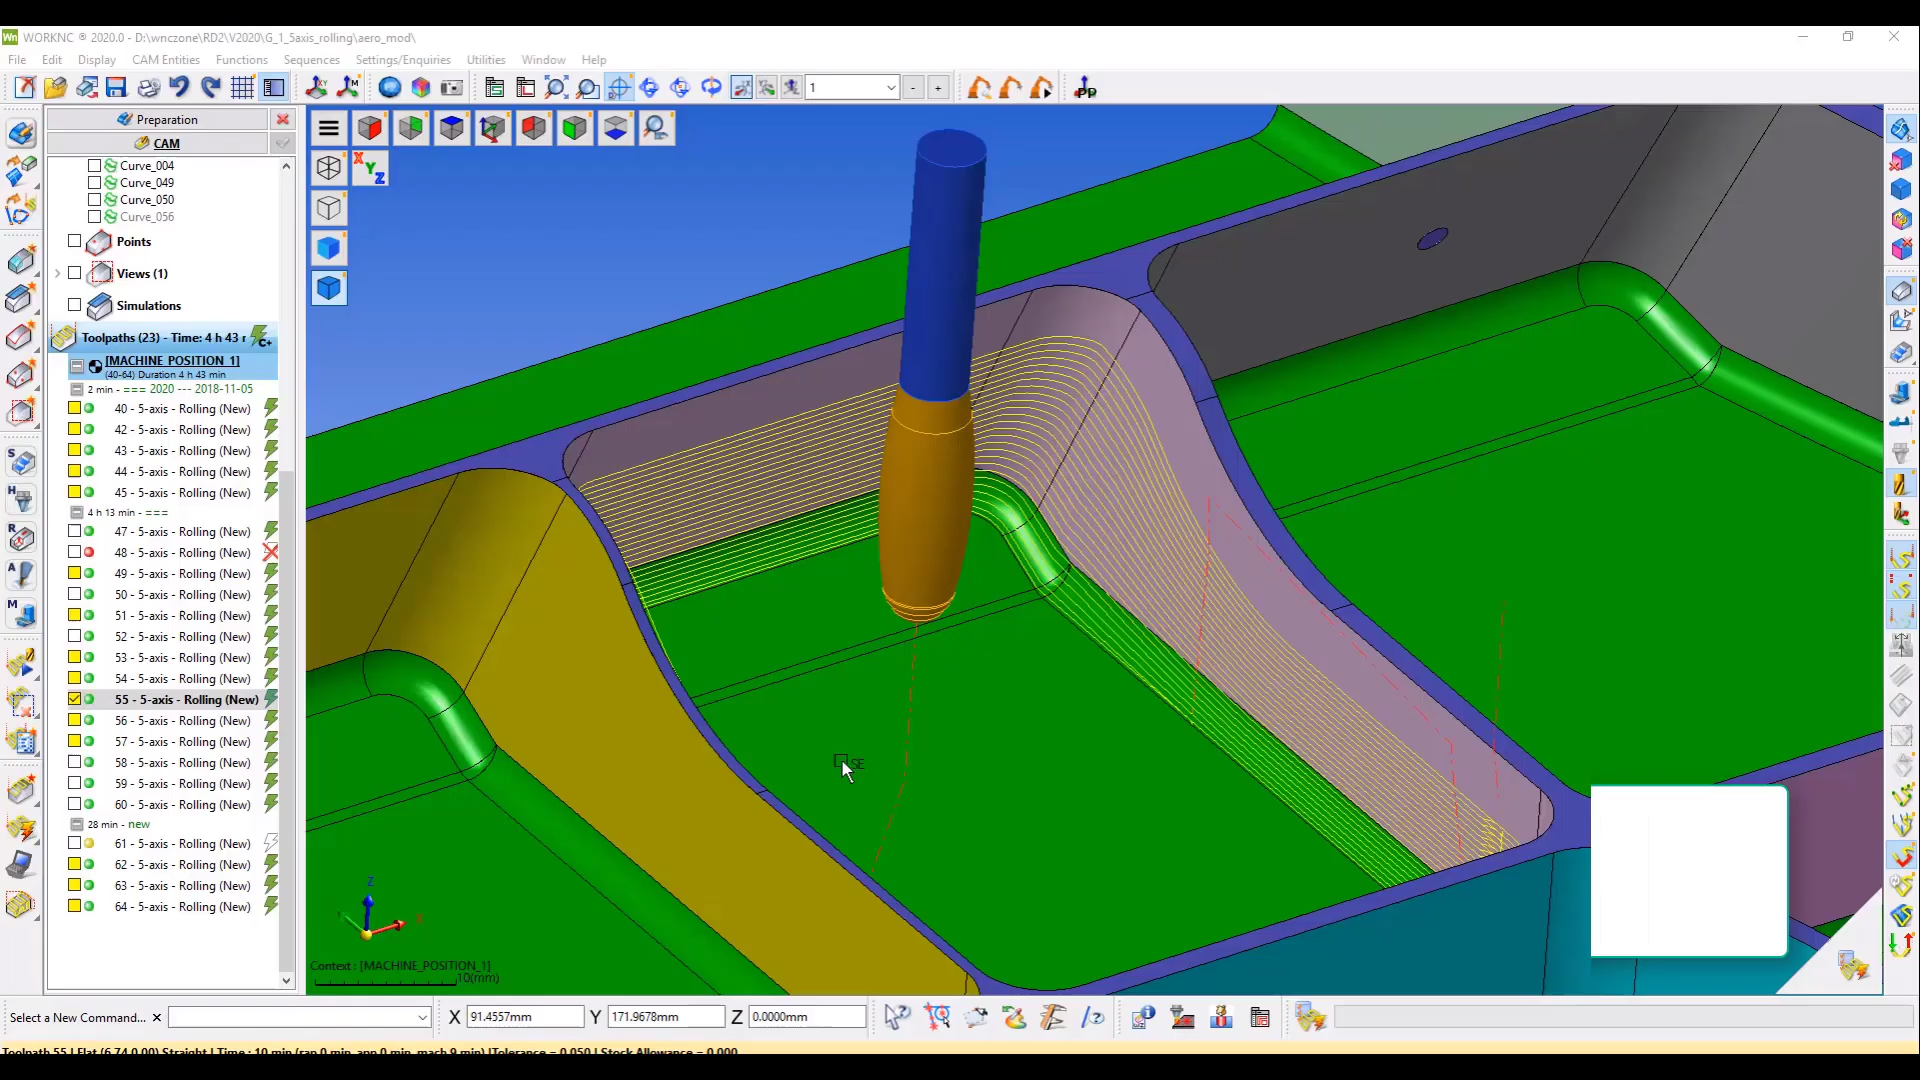 WORKNC ® 2020.0 - D:\wnczone\RD2\V2020\G_1_5axis_rolling\aero_mod\
File Edit Display CAM Entities Functions Sequences Settings/Enquiries Utilities Window Help
1 - + PP
Preparation
CAM
X Y Z
Curve_004
Curve_049
Curve_050
Curve_056
Points
Views (1)
Simulations
Toolpaths (23) - Time: 4 h 43 r C+
[MACHINE_POSITION_1]
(40-64) Duration 4 h 43 min
2 min - === 2020 --- 2018-11-05
40 - 5-axis - Rolling (New)
42 - 5-axis - Rolling (New)
43 - 5-axis - Rolling (New)
44 - 5-axis - Rolling (New)
45 - 5-axis - Rolling (New)
4 h 13 min - ===
47 - 5-axis - Rolling (New)
48 - 5-axis - Rolling (New)
49 - 5-axis - Rolling (New)
50 - 5-axis - Rolling (New)
51 - 5-axis - Rolling (New)
52 - 5-axis - Rolling (New)
53 - 5-axis - Rolling (New)
54 - 5-axis - Rolling (New)
55 - 5-axis - Rolling (New)
56 - 5-axis - Rolling (New)
57 - 5-axis - Rolling (New)
58 - 5-axis - Rolling (New)
59 - 5-axis - Rolling (New)
60 - 5-axis - Rolling (New)
28 min - new
61 - 5-axis - Rolling (New)
62 - 5-axis - Rolling (New)
63 - 5-axis - Rolling (New)
64 - 5-axis - Rolling (New)
S
H
R
A
M
SE
Z
X
Context : [MACHINE_POSITION_1]
10(mm)
Select a New Command... X 91.4557mm Y 171.9678mm Z 0.0000mm
Toolpath 55 | Flat (6.74,0.00) Straight | Time : 10 min (rap 0 min, app 0 min, mach 9 min) |Tolerance = 0.050 | Stock Allowance = 0.000